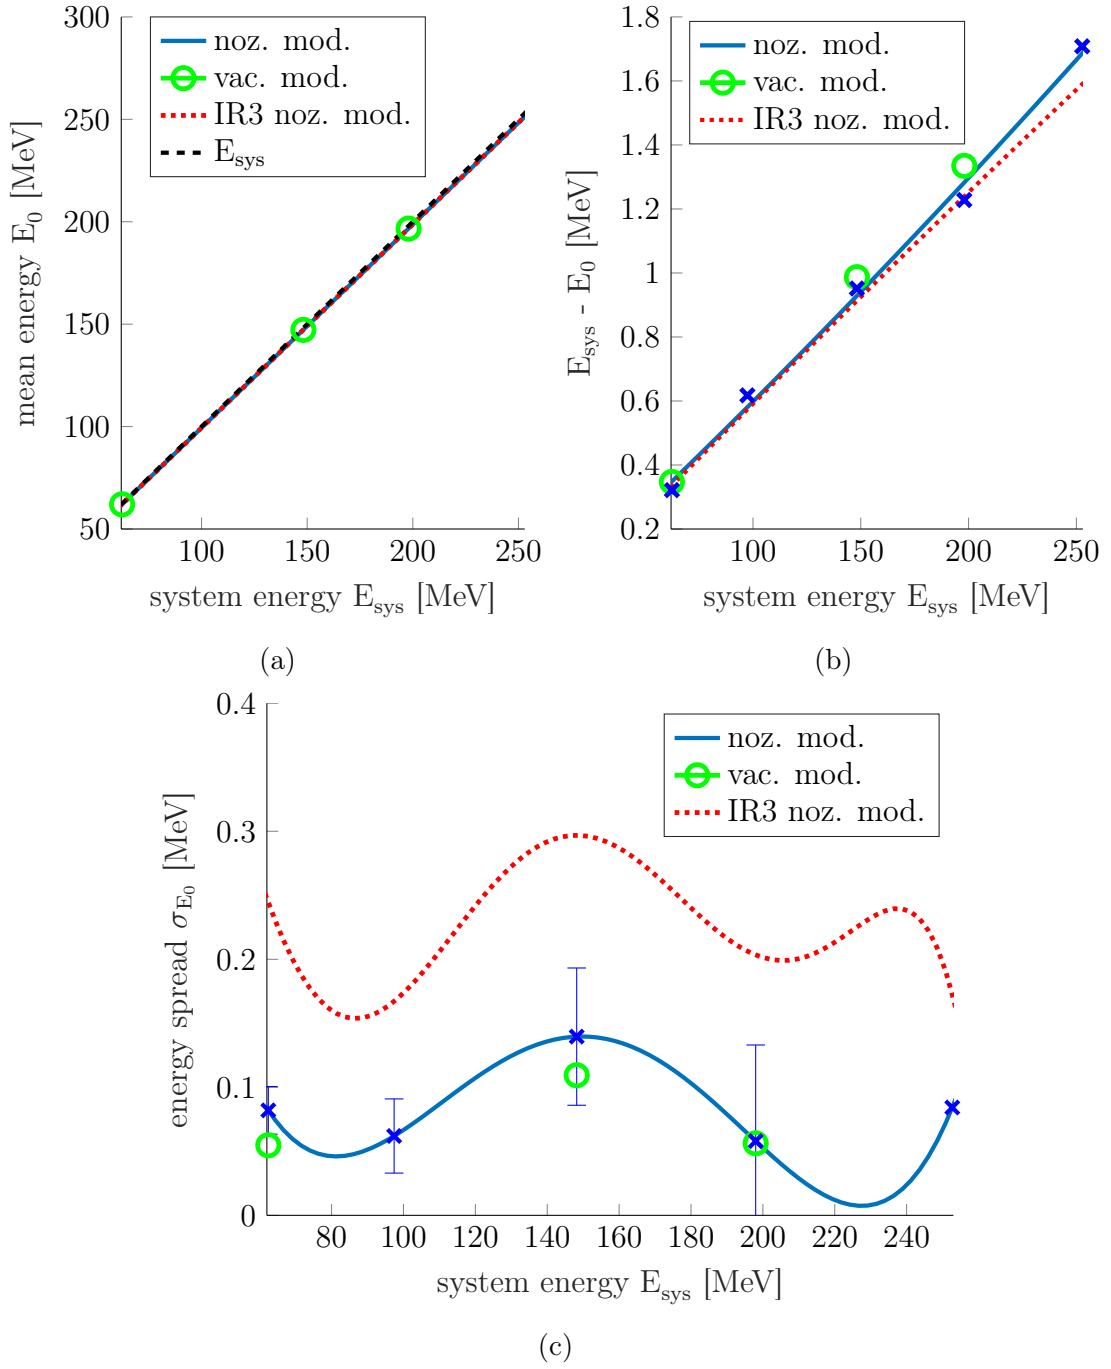 300
250
200
150
100
50
100
150
200
250
mean energy E0 [MeV]
system energy Esys [MeV]
noz. mod.
vac. mod.
IR3 noz. mod.
Esys
(a)
1.8
1.6
1.4
1.2
1
0.8
0.6
0.4
0.2
100
150
200
250
Esys - E0 [MeV]
system energy Esys [MeV]
noz. mod.
vac. mod.
IR3 noz. mod.
(b)
0.4
0.3
0.2
0.1
0
80
100
120
140
160
180
200
220
240
energy spread σE0 [MeV]
system energy Esys [MeV]
noz. mod.
vac. mod.
IR3 noz. mod.
(c)